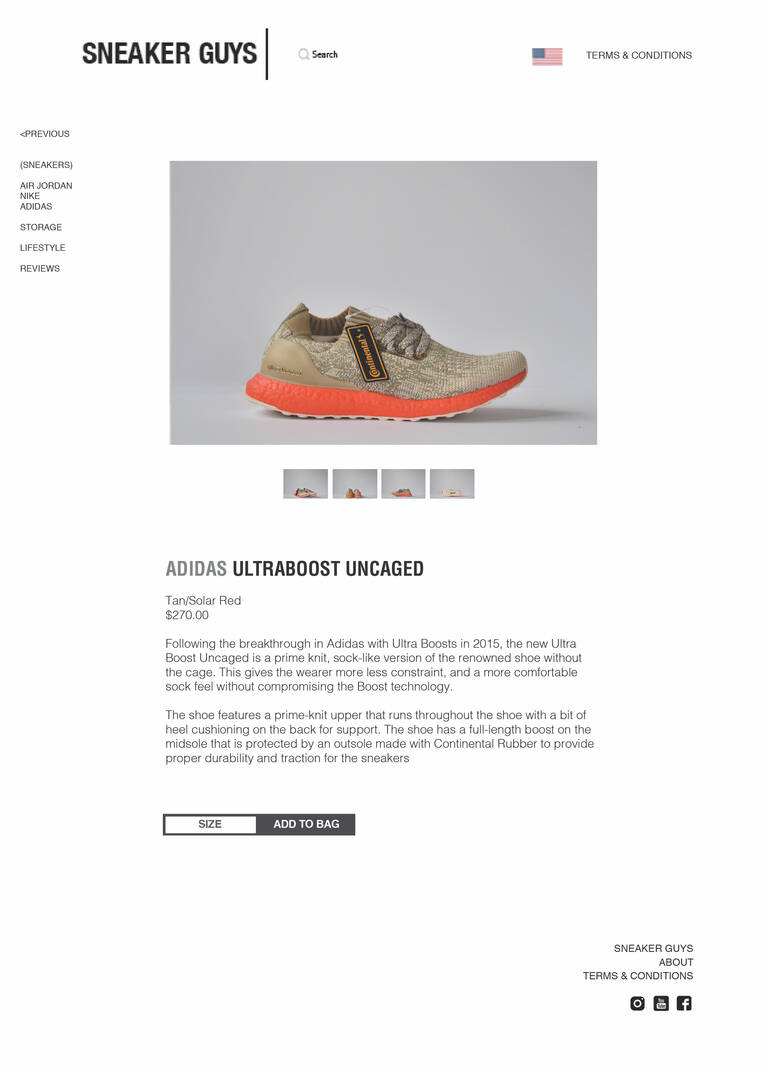 SNEAKER GUYS
Search
TERMS & CONDITIONS
<PREVIOUS
(SNEAKERS)
AIR JORDAN
NIKE
ADIDAS
STORAGE
LIFESTYLE
REVIEWS
Continental
ADIDAS ULTRABOOST UNCAGED
Tan/Solar Red
$270.00
Following the breakthrough in Adidas with Ultra Boosts in 2015, the new Ultra
Boost Uncaged is a prime knit, sock-like version of the renowned shoe without
the cage. This gives the wearer more less constraint, and a more comfortable
sock feel without compromising the Boost technology.
The shoe features a prime-knit upper that runs throughout the shoe with a bit of
heel cushioning on the back for support. The shoe has a full-length boost on the
midsole that is protected by an outsole made with Continental Rubber to provide
proper durability and traction for the sneakers
SIZE
ADD TO BAG
SNEAKER GUYS
ABOUT
TERMS & CONDITIONS